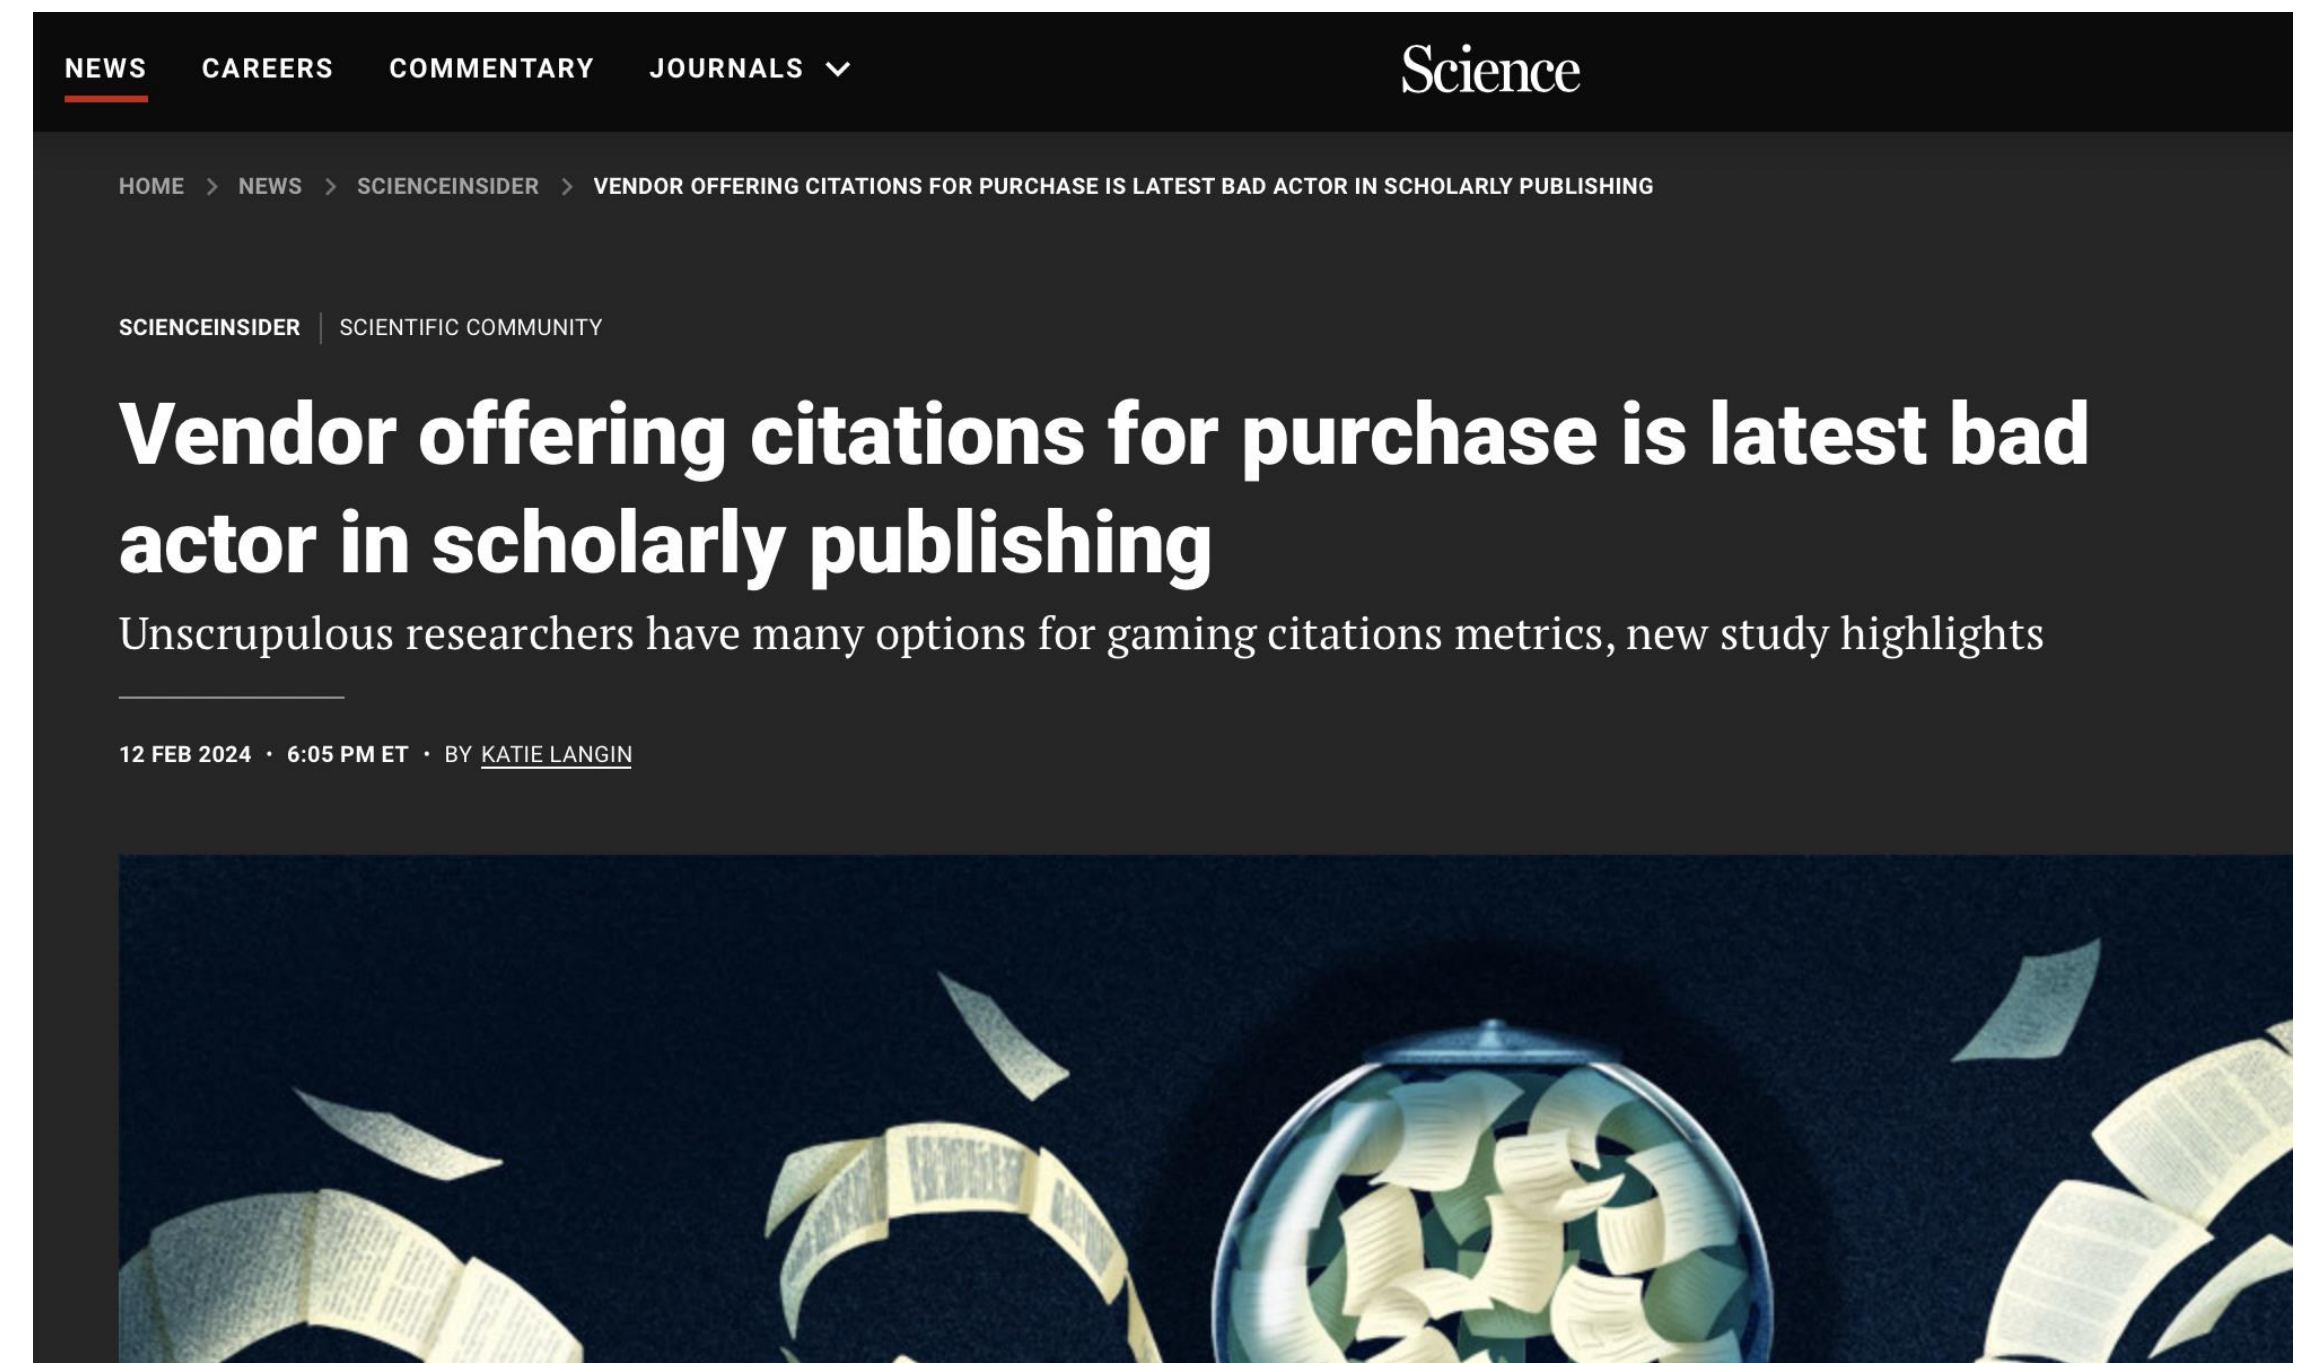 NEWS CAREERS COMMENTARY JOURNALS Science
HOME > NEWS > SCIENCEINSIDER > VENDOR OFFERING CITATIONS FOR PURCHASE IS LATEST BAD ACTOR IN SCHOLARLY PUBLISHING
SCIENCEINSIDER | SCIENTIFIC COMMUNITY
Vendor offering citations for purchase is latest bad
actor in scholarly publishing
Unscrupulous researchers have many options for gaming citations metrics, new study highlights
12 FEB 2024 • 6:05 PM ET • BY KATIE LANGIN